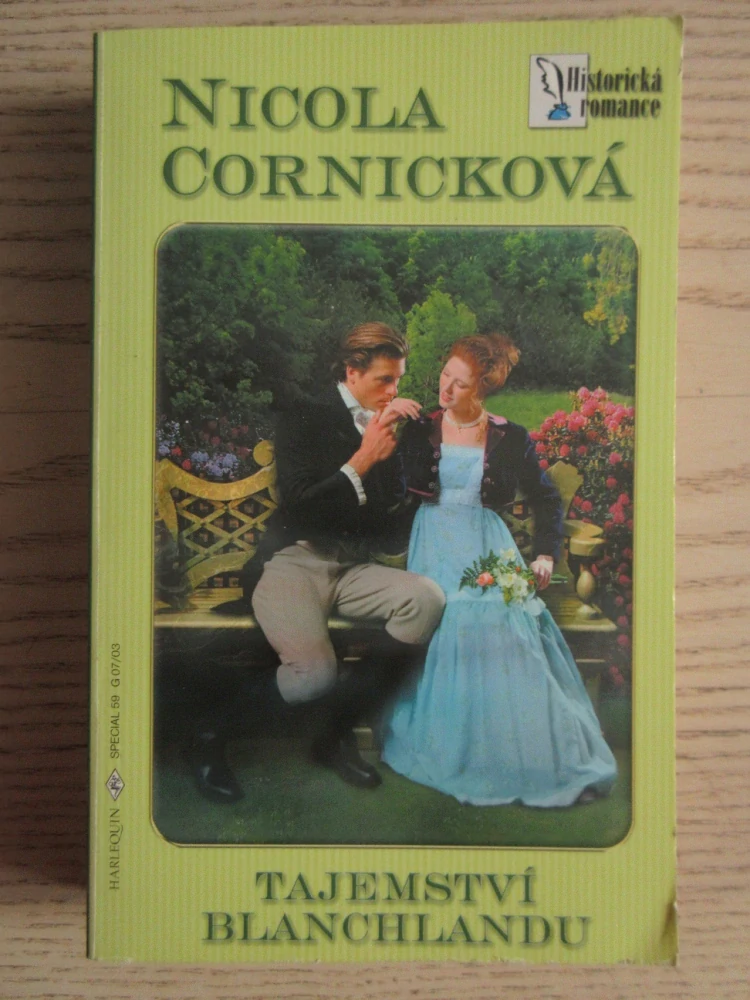 Historická
romance
NICOLA
CORNICKOVÁ
HARLEQUIN SPECIAL 59 G 07/03
TAJEMSTVÍ
BLANCHLANDU